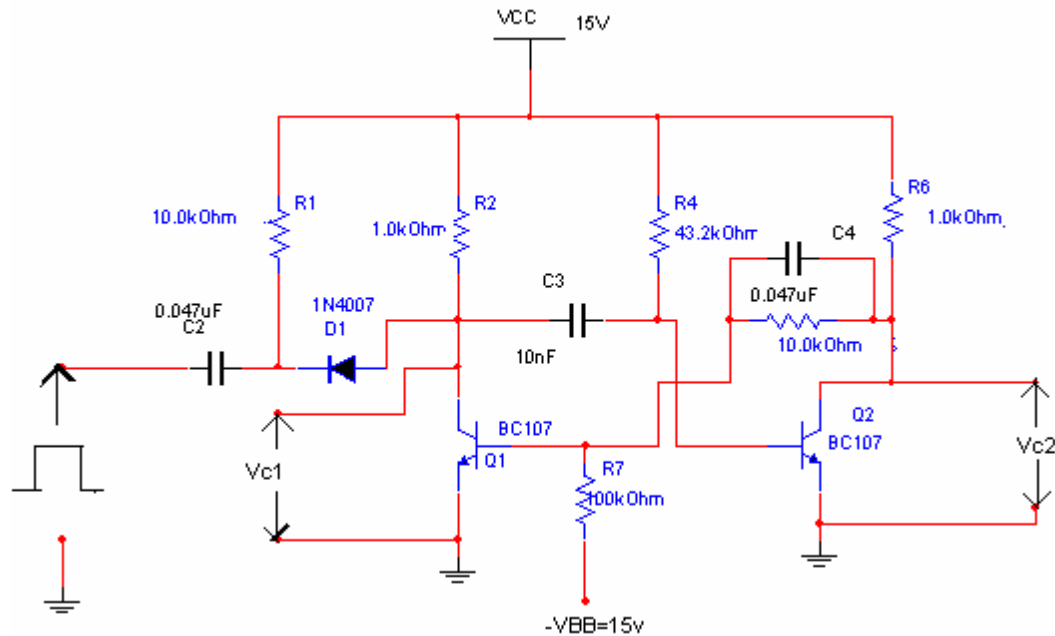 VCC 15V
R1
10.0kOhm
R2
1.0kOhm
R4
43.2kOhm
R6
1.0kOhm
C4
0.047uF
10.0kOhm
C3
10nF
1N4007
D1
0.047uF
C2
BC107
Q1
Q2
BC107
Vc1
Vc2
R7
100kOhm
-VBB=15v